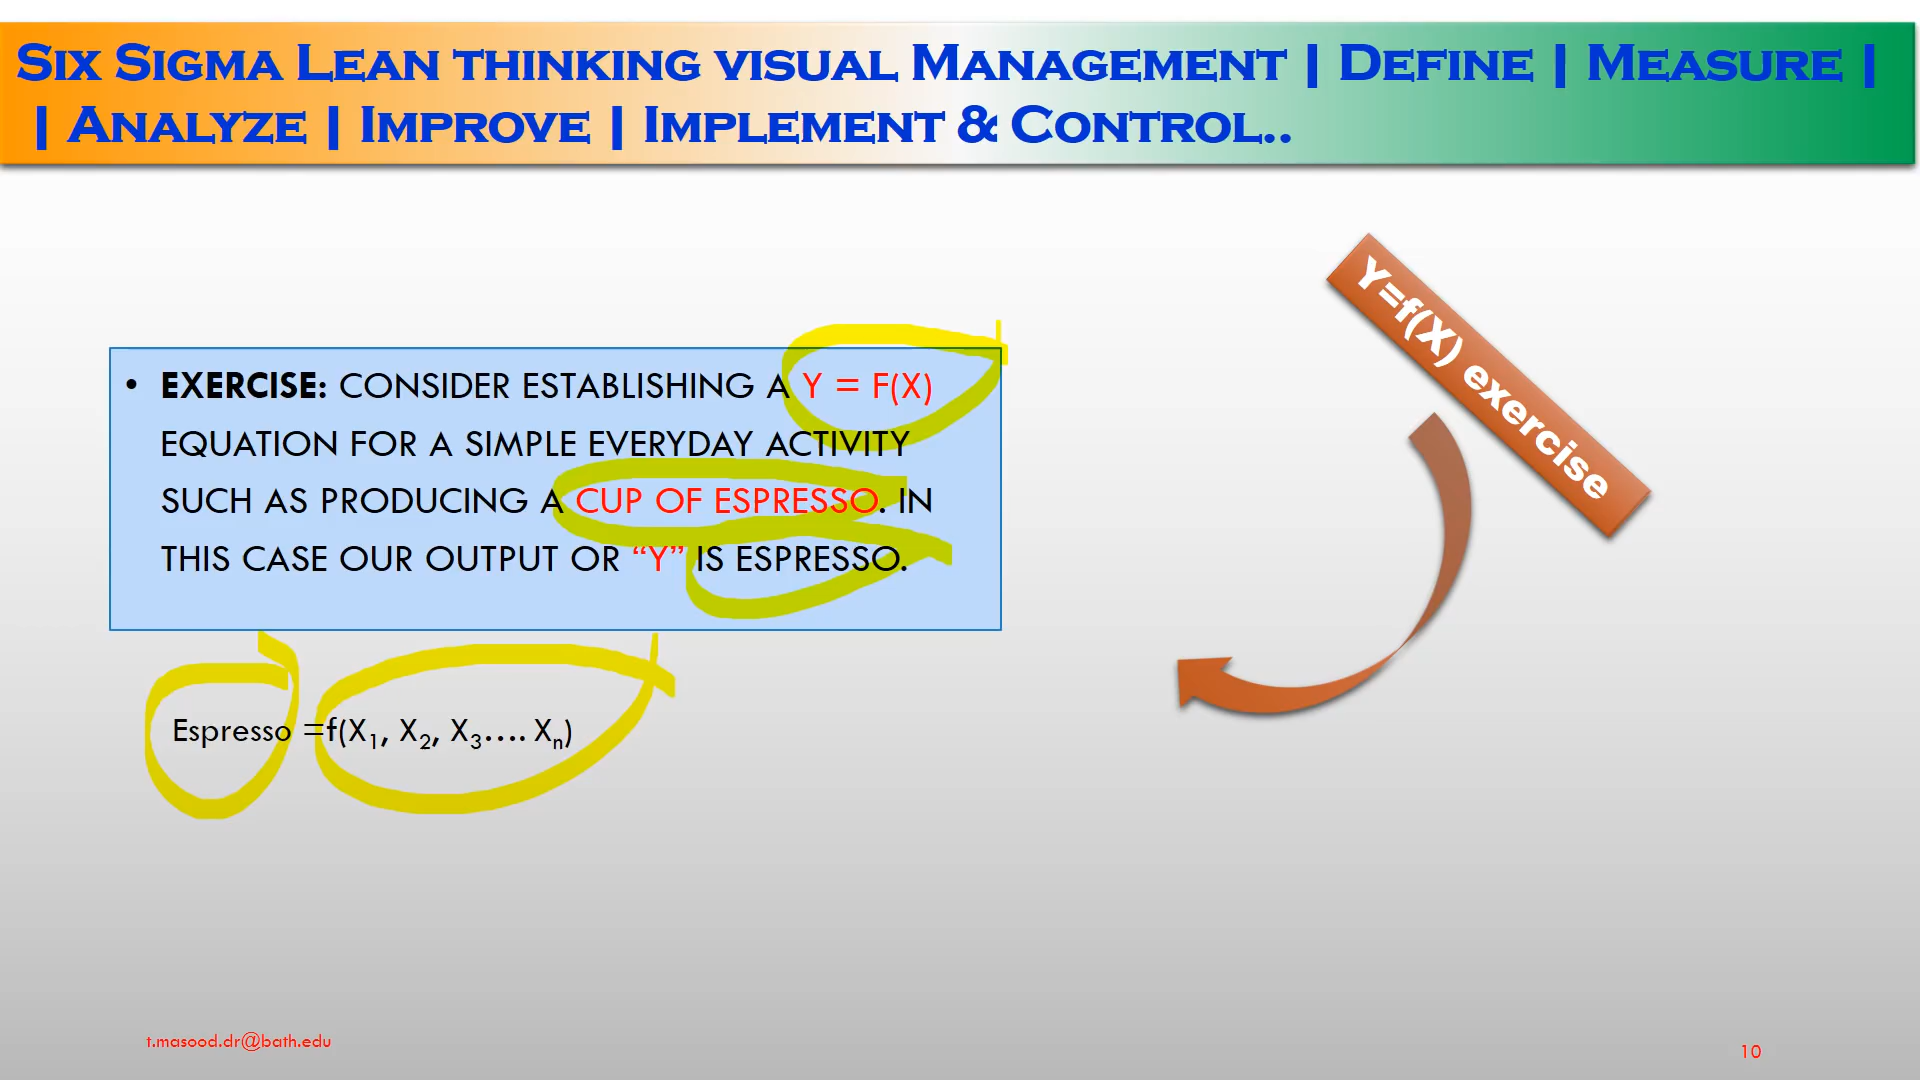 Six Sigma Lean thinking visual Management | Define | Measure |
| Analyze | Improve | Implement & Control..
Y=f(X) exercise
• EXERCISE: CONSIDER ESTABLISHING A Y = F(X)
EQUATION FOR A SIMPLE EVERYDAY ACTIVITY
SUCH AS PRODUCING A CUP OF ESPRESSO. IN
THIS CASE OUR OUTPUT OR “Y” IS ESPRESSO.
Espresso =f(X₁, X₂, X₃…. Xₙ)
t.masood.dr@bath.edu
10